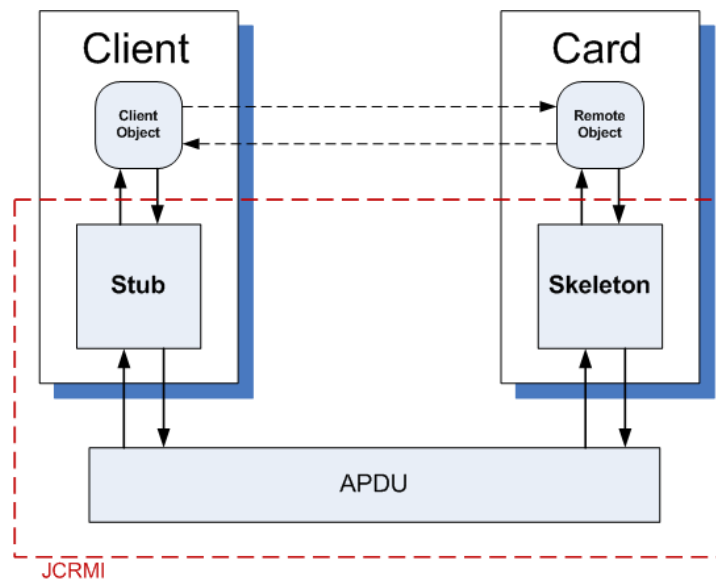 Client
Card
Client
Object
Remote
Object
Stub
Skeleton
APDU
JCRMI